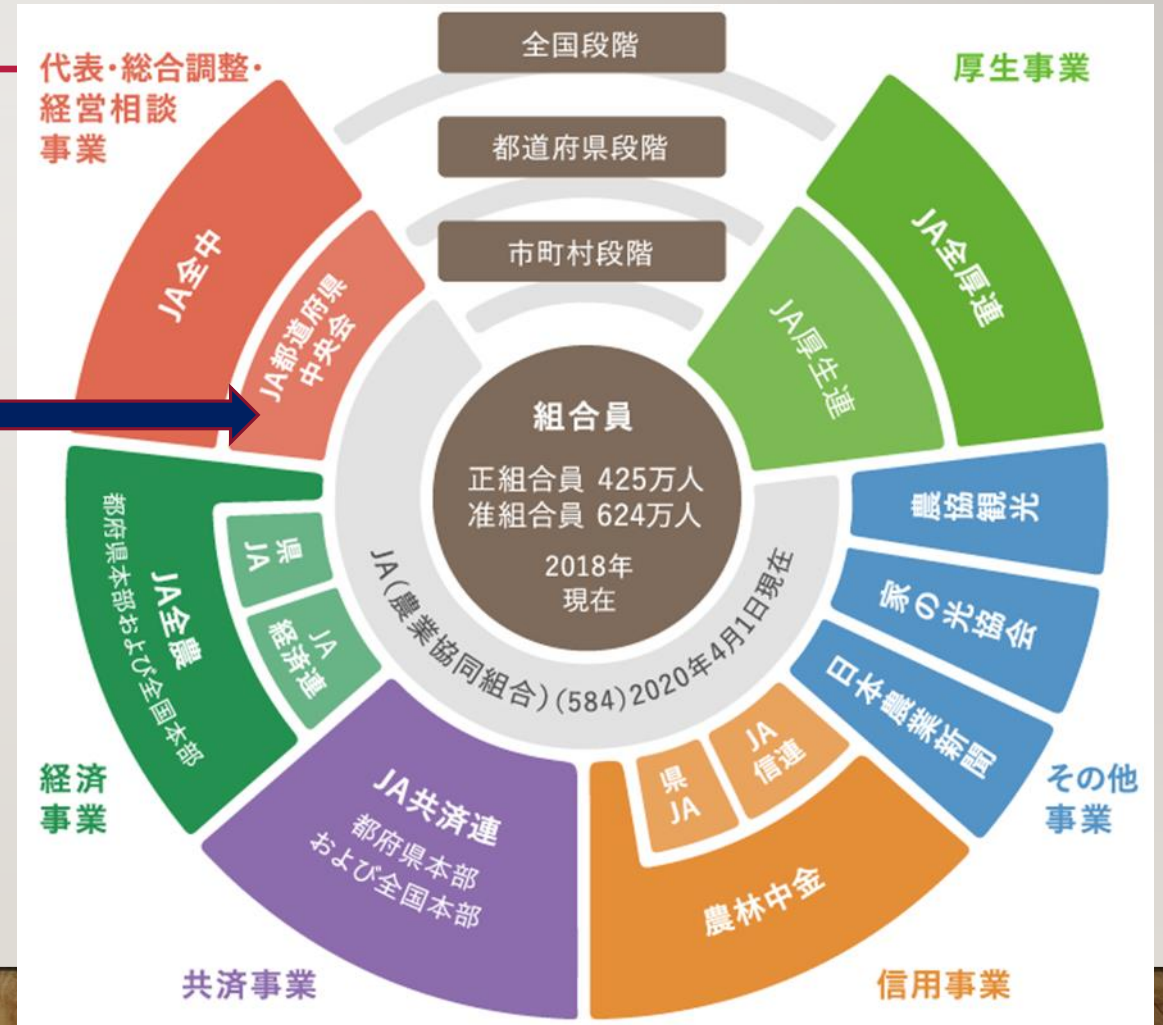 代表・総合調整・
経営相談
事業
全国段階
都道府県段階
市町村段階
厚生事業
JA全中
JA都道府県
中央会
JA全厚連
JA厚生連
組合員
正組合員 425万人
准組合員 624万人
2018年
現在
JA(農業協同組合)(584)2020年4月1日現在
農協観光
家の光協会
日本農業新聞
その他
事業
県
JA
JA
経済連
JA全農
都府県本部および全国本部
経済
事業
JA共済連
都府県本部
および全国本部
共済事業
県
JA
JA
信連
農林中金
信用事業